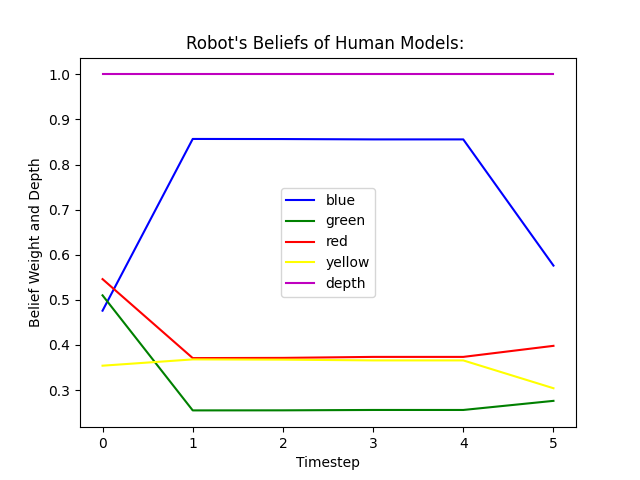 Robot's Beliefs of Human Models:
Belief Weight and Depth
1.0
0.9
0.8
0.7
0.6
0.5
0.4
0.3
blue
green
red
yellow
depth
0 1 2 3 4 5
Timestep